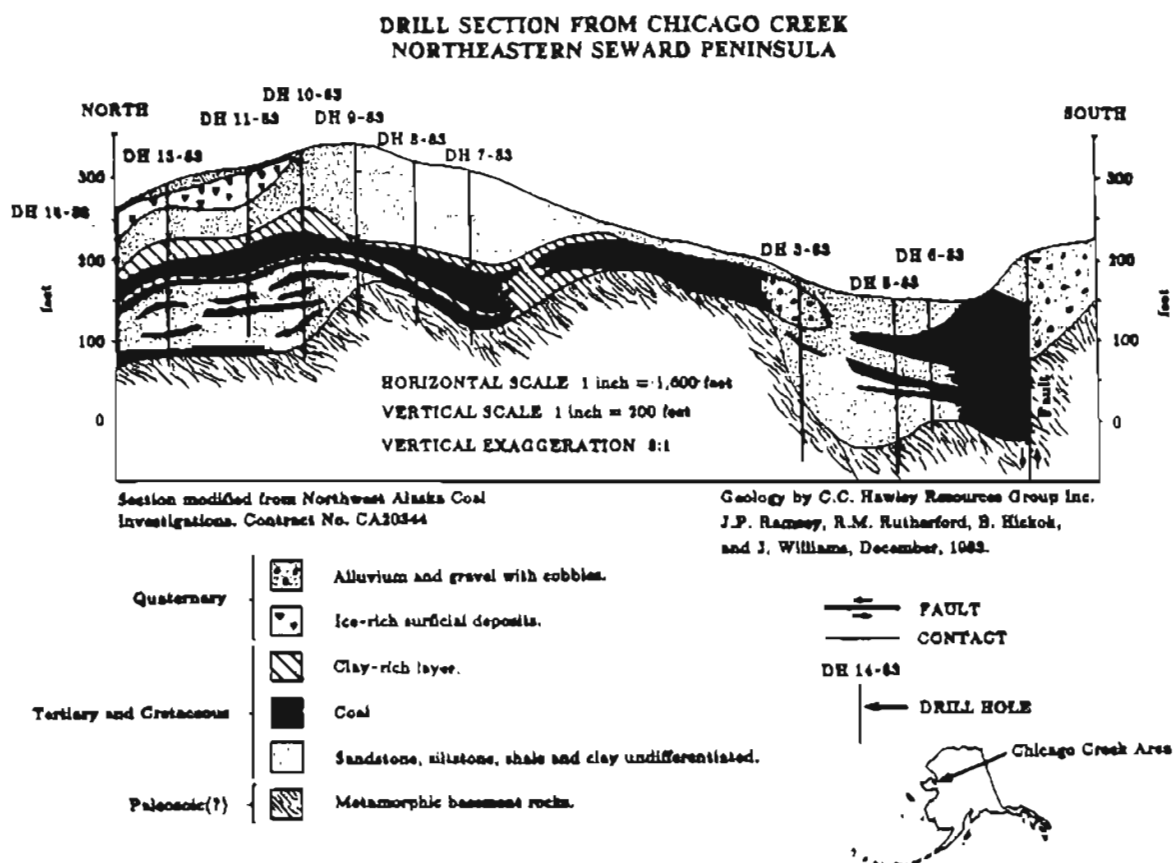 DRILL SECTION FROM CHICAGO CREEK
NORTHEASTERN SEWARD PENINSULA
NORTH
SOUTH
DH 10-83
DH 11-83
DH 9-83
DH 8-83
DH 7-83
DH 13-83
DH 14-83
DH 3-83
DH 6-83
DH 5-83
300
200
100
0
feet
300
200
100
0
feet
Fault
HORIZONTAL SCALE 1 inch = 1,600 feet
VERTICAL SCALE 1 inch = 200 feet
VERTICAL EXAGGERATION 8:1
Section modified from Northwest Alaska Coal
Investigations. Contract No. CA20344
Geology by C.C. Hawley Resources Group Inc.
J.P. Ramsey, R.M. Rutherford, B. Hickok,
and J. Williams, December, 1983.
Quaternary
Alluvium and gravel with cobbles.
Ice-rich surficial deposits.
Tertiary and Cretaceous
Clay-rich layer.
Coal
Sandstone, siltstone, shale and clay undifferentiated.
Paleozoic(?)
Metamorphic basement rocks.
FAULT
CONTACT
DH 14-83
DRILL HOLE
Chicago Creek Area